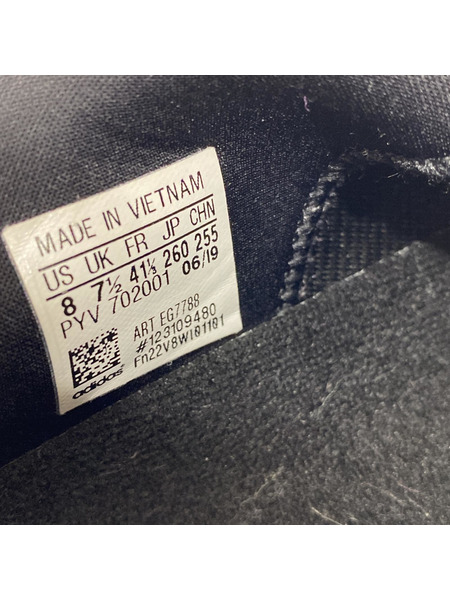 MADE IN VIETNAM
US UK FR JP CHN
8 7½ 41⅓ 260 255
PYV 702001 06/19
ART EG7788
#123109480
Fn22V8W101101
adidas